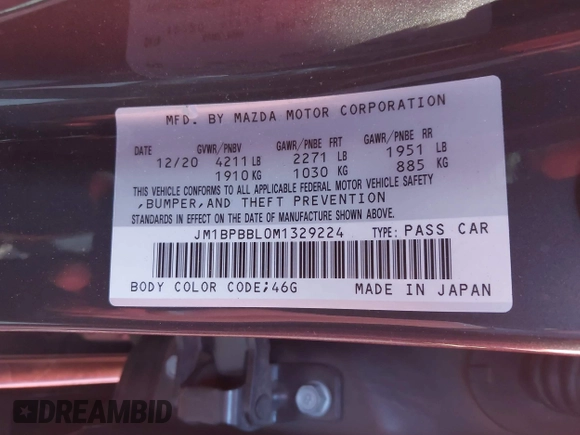 MFD. BY MAZDA MOTOR CORPORATION
DATE GVWR/PNBV GAWR/PNBE FRT GAWR/PNBE RR
12/20 4211 LB 2271 LB 1951 LB
1910 KG 1030 KG 885 KG
THIS VEHICLE CONFORMS TO ALL APPLICABLE FEDERAL MOTOR VEHICLE SAFETY
,BUMPER,AND THEFT PREVENTION
STANDARDS IN EFFECT ON THE DATE OF MANUFACTURE SHOWN ABOVE.
JM1BPBBL0M1329224 TYPE: PASS CAR
BODY COLOR CODE;46G MADE IN JAPAN
DREAMBID